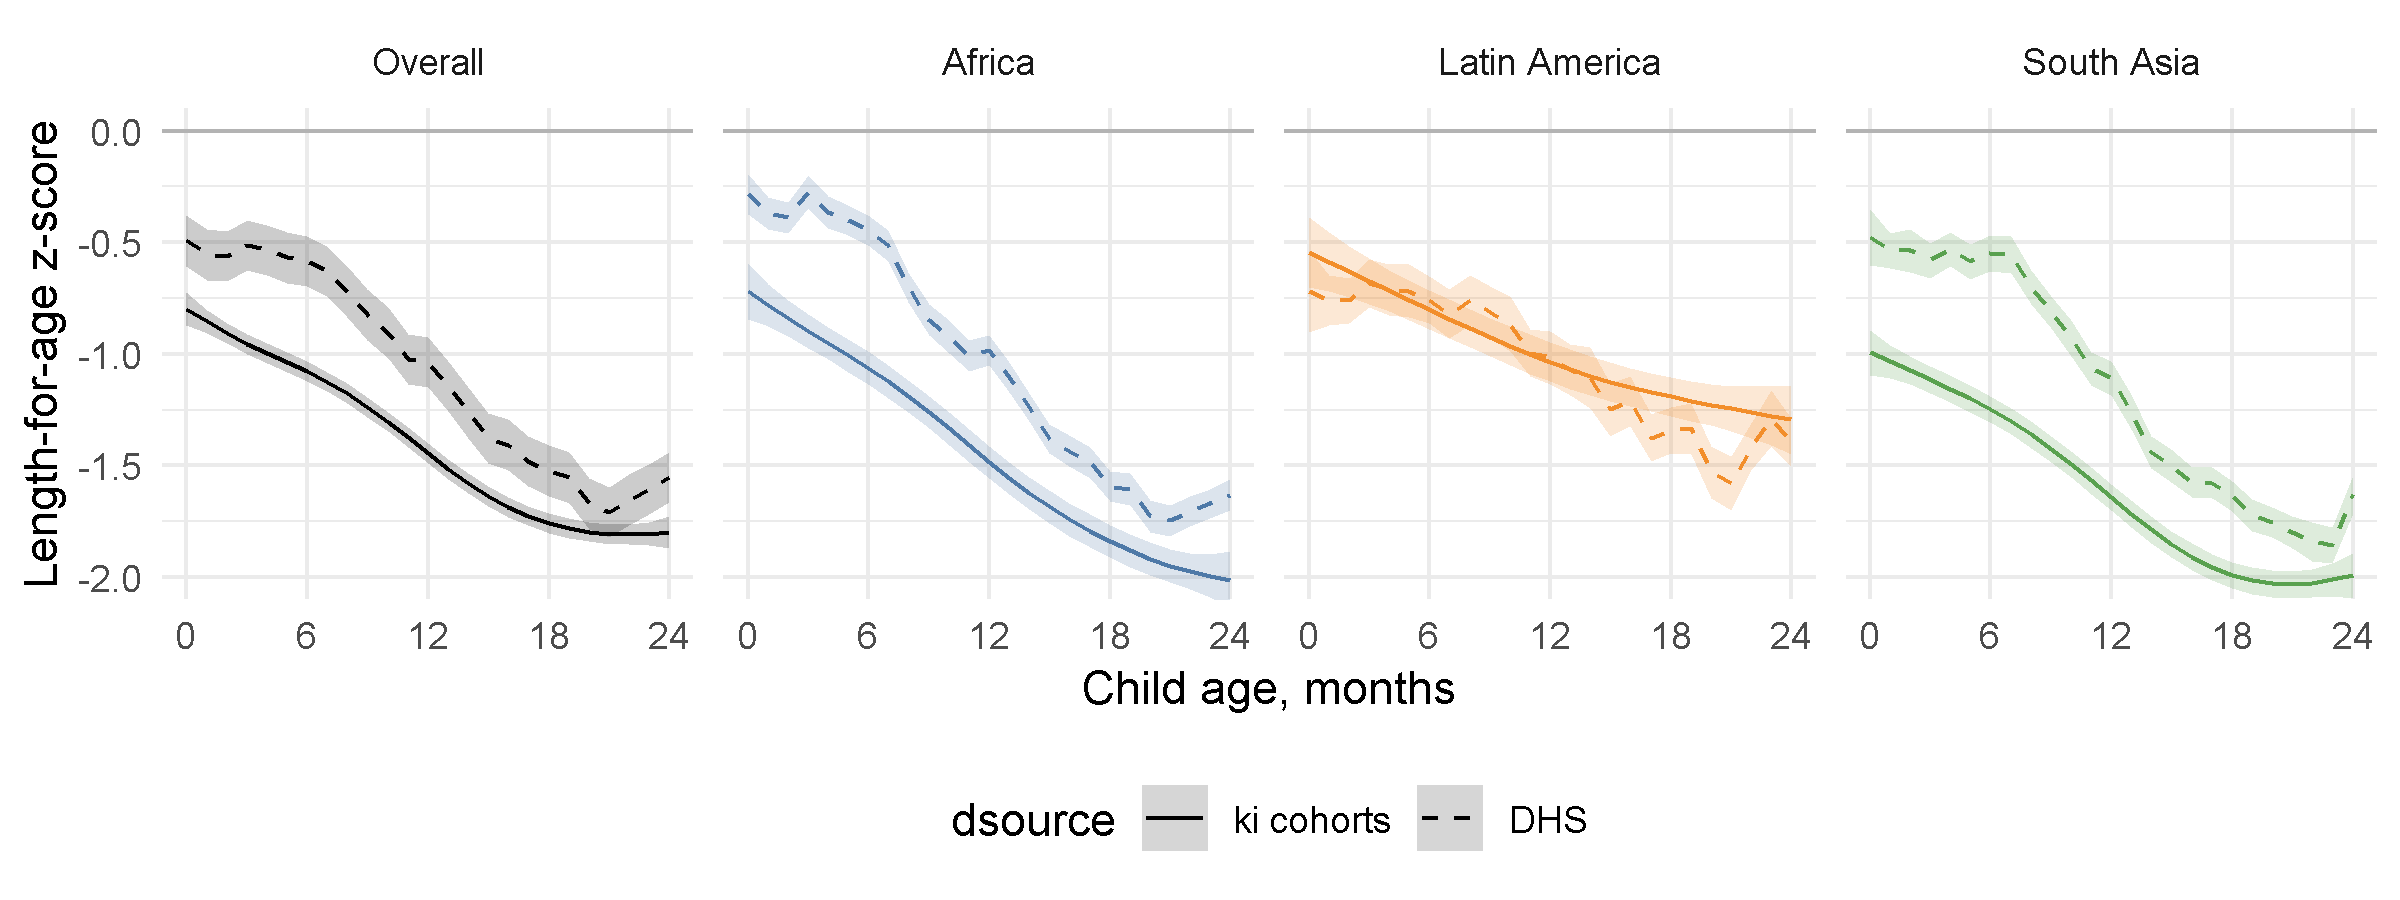 Overall Africa Latin America South Asia
Length-for-age z-score
0.0
-0.5
-1.0
-1.5
-2.0
0 6 12 18 24 0 6 12 18 24 0 6 12 18 24 0 6 12 18 24
Child age, months
dsource ki cohorts DHS